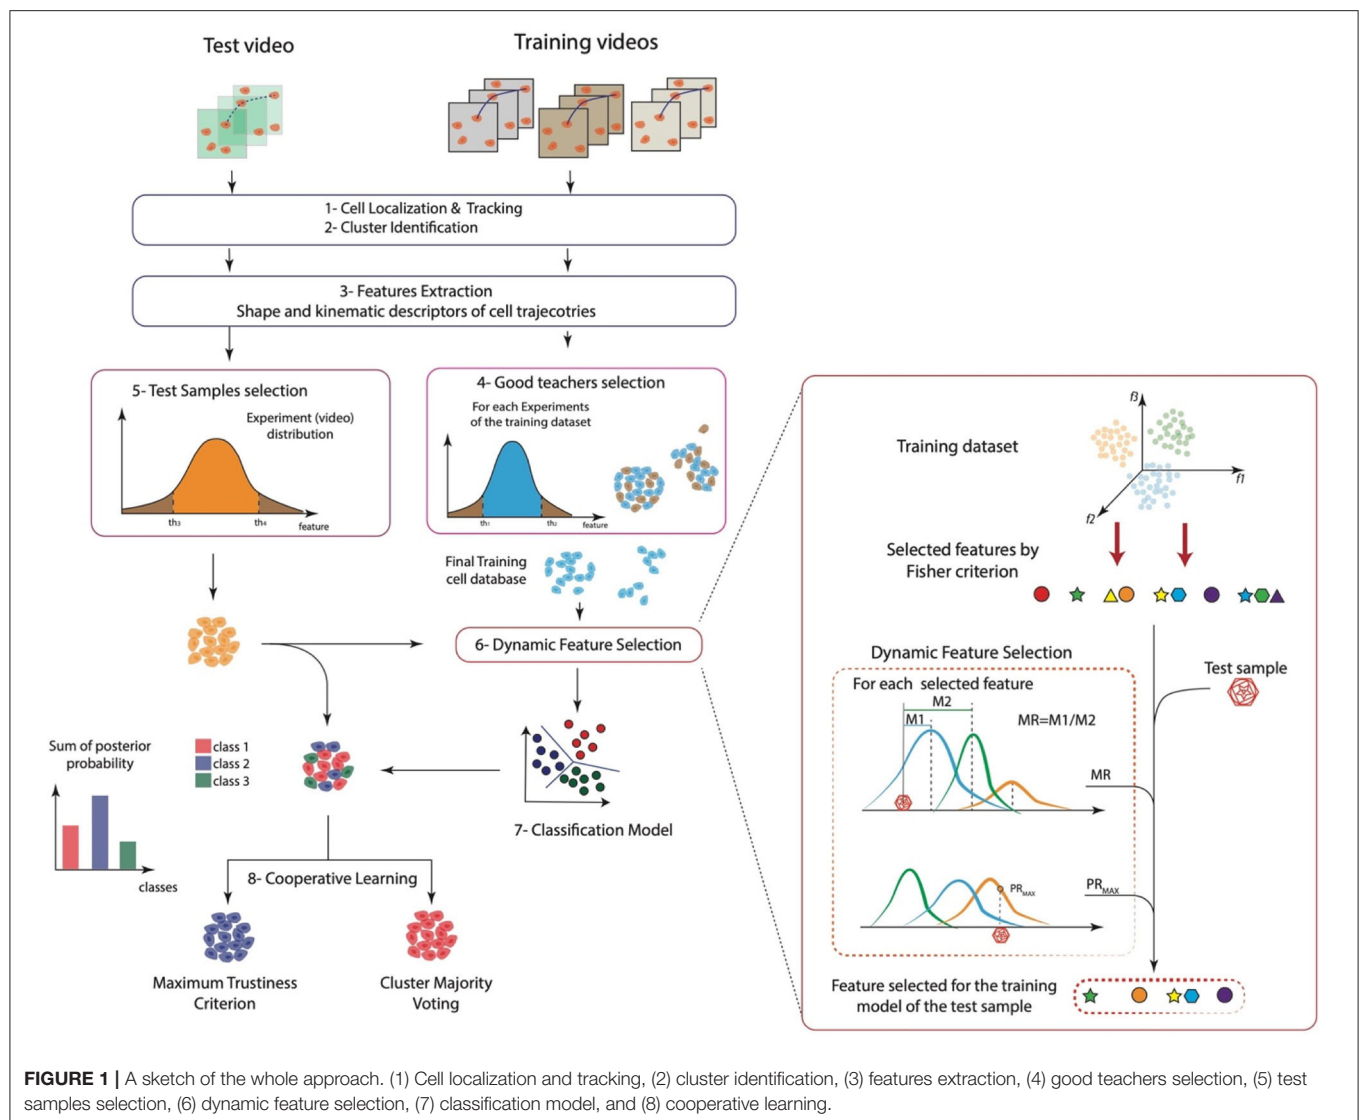 Test video
Training videos
1- Cell Localization & Tracking
2- Cluster Identification
3- Features Extraction
Shape and kinematic descriptors of cell trajecotries
5- Test Samples selection
Experiment (video)
distribution
th₃
th₄
feature
4- Good teachers selection
For each Experiments
of the training dataset
th₁
th₂
feature
Final Training
cell database
6- Dynamic Feature Selection
Sum of posterior
probability
class 1
class 2
class 3
classes
7- Classification Model
8- Cooperative Learning
Maximum Trustiness
Criterion
Cluster Majority
Voting
Training dataset
f3
f1
f2
Selected features by
Fisher criterion
Dynamic Feature Selection
Test sample
For each selected feature
M2
M1
MR=M1/M2
MR
PR MAX
PR MAX
Feature selected for the training
model of the test sample
FIGURE 1 | A sketch of the whole approach. (1) Cell localization and tracking, (2) cluster identification, (3) features extraction, (4) good teachers selection, (5) test
samples selection, (6) dynamic feature selection, (7) classification model, and (8) cooperative learning.